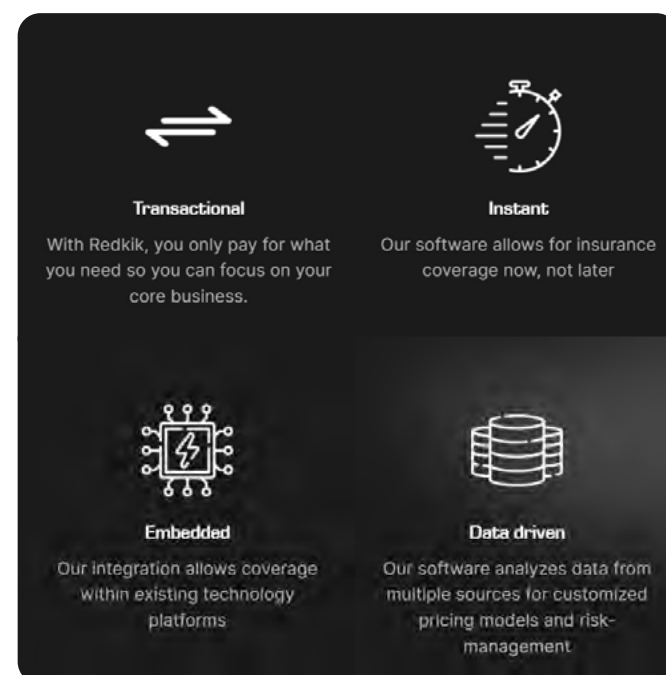 Transactional
With Redkik, you only pay for what
you need so you can focus on your
core business.
Instant
Our software allows for insurance
coverage now, not later
Embedded
Our integration allows coverage
within existing technology
platforms
Data driven
Our software analyzes data from
multiple sources for customized
pricing models and risk-
management